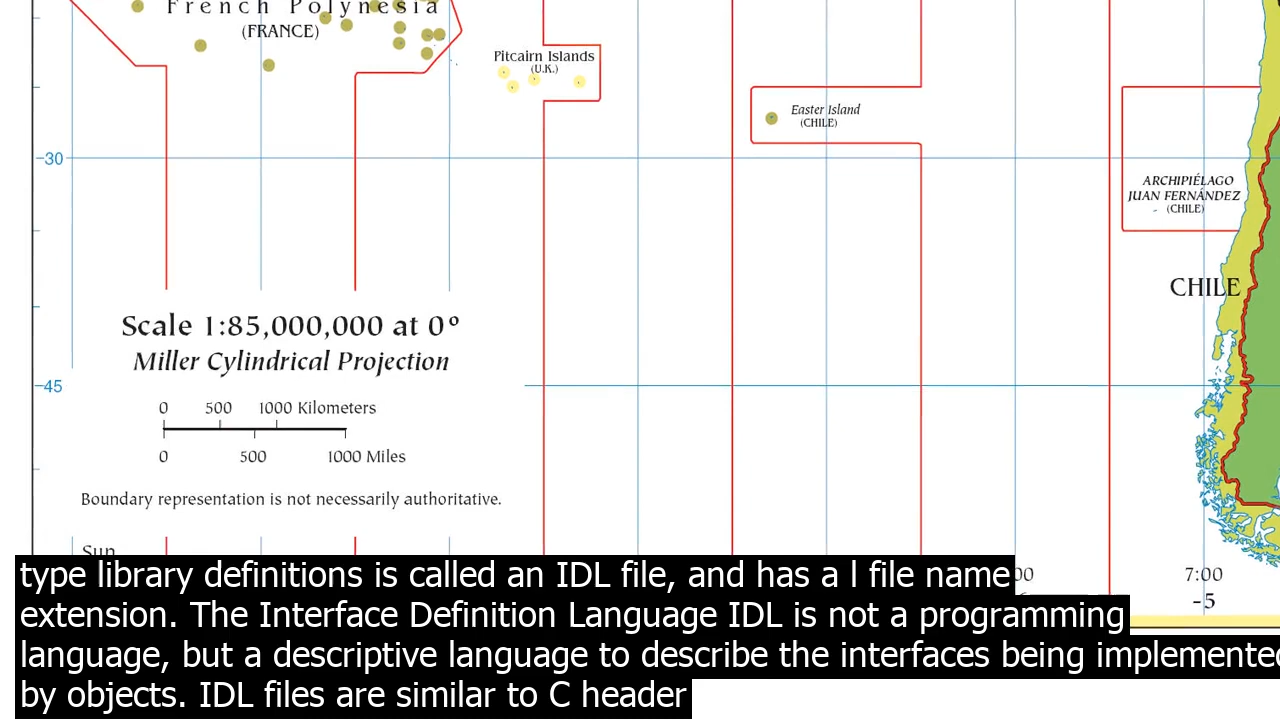 French Polynesia
(FRANCE)
Pitcairn Islands
(U.K.)
Easter Island
(CHILE)
-30
ARCHIPIÉLAGO
JUAN FERNÁNDEZ
(CHILE)
CHILE
Scale 1:85,000,000 at 0°
Miller Cylindrical Projection
-45
0 500 1000 Kilometers
0 500 1000 Miles
Boundary representation is not necessarily authoritative.
Sun
7:00
-5
type library definitions is called an IDL file, and has a l file name
extension. The Interface Definition Language IDL is not a programming
language, but a descriptive language to describe the interfaces being implemented
by objects. IDL files are similar to C header